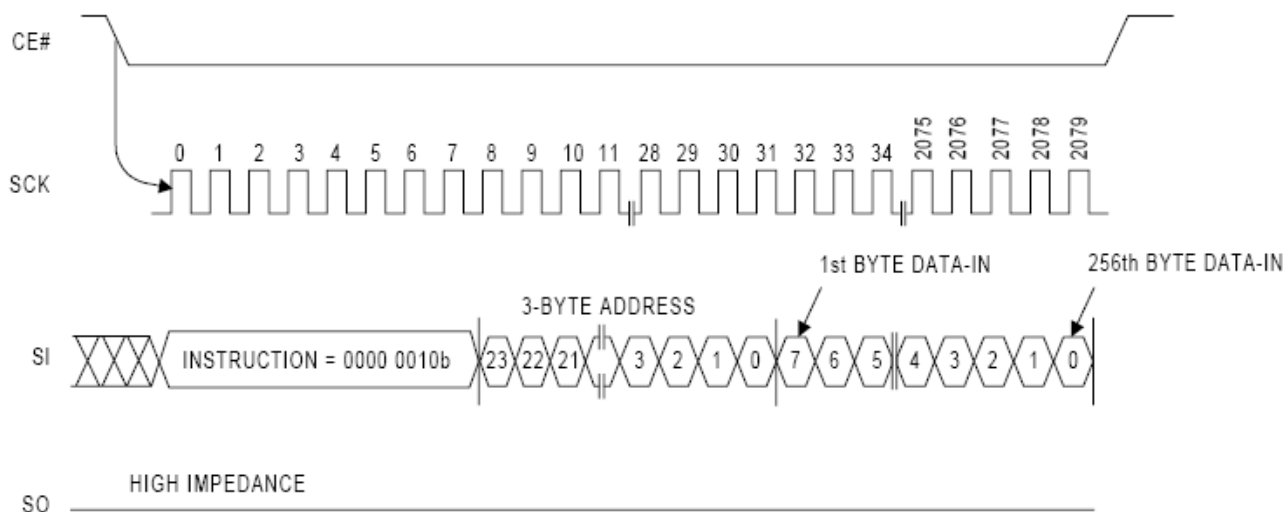 CE#
0 1 2 3 4 5 6 7 8 9 10 11 28 29 30 31 32 33 34 2075 2076 2077 2078 2079
SCK
1st BYTE DATA-IN 256th BYTE DATA-IN
3-BYTE ADDRESS
SI INSTRUCTION = 0000 0010b 23 22 21 3 2 1 0 7 6 5 4 3 2 1 0
HIGH IMPEDANCE
SO